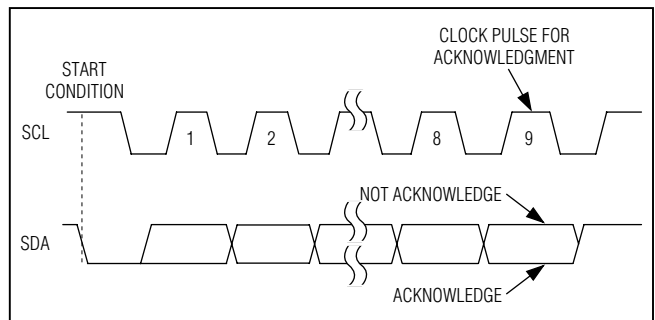 CLOCK PULSE FOR
ACKNOWLEDGMENT
START
CONDITION
SCL
1
2
8
9
NOT ACKNOWLEDGE
SDA
ACKNOWLEDGE